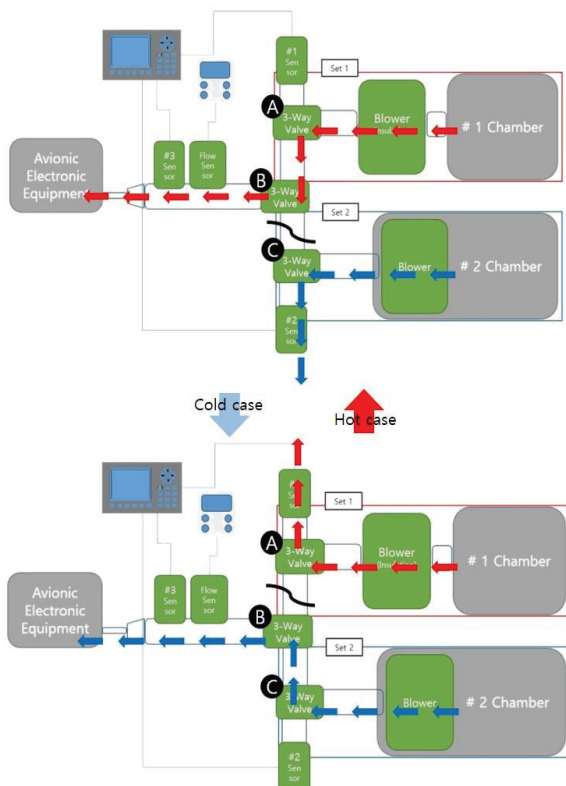 #1
Sen
sor
Set 1
A
3-Way
Valve
Blower
# 1 Chamber
Avionic
Electronic
Equipment
#3
Sen
sor
Flow
Sen
sor
B
3-Way
Valve
Set 2
C
3-Way
Valve
Blower
# 2 Chamber
#2
Sen
sor
Cold case
Hot case
Sen
sor
Set 1
A
3-Way
Valve
Blower
(Insulation)
# 1 Chamber
Avionic
Electronic
Equipment
#3
Sen
sor
Flow
Sen
sor
B
3-Way
Valve
Set 2
C
3-Way
Valve
Blower
# 2 Chamber
#2
Sen
sor